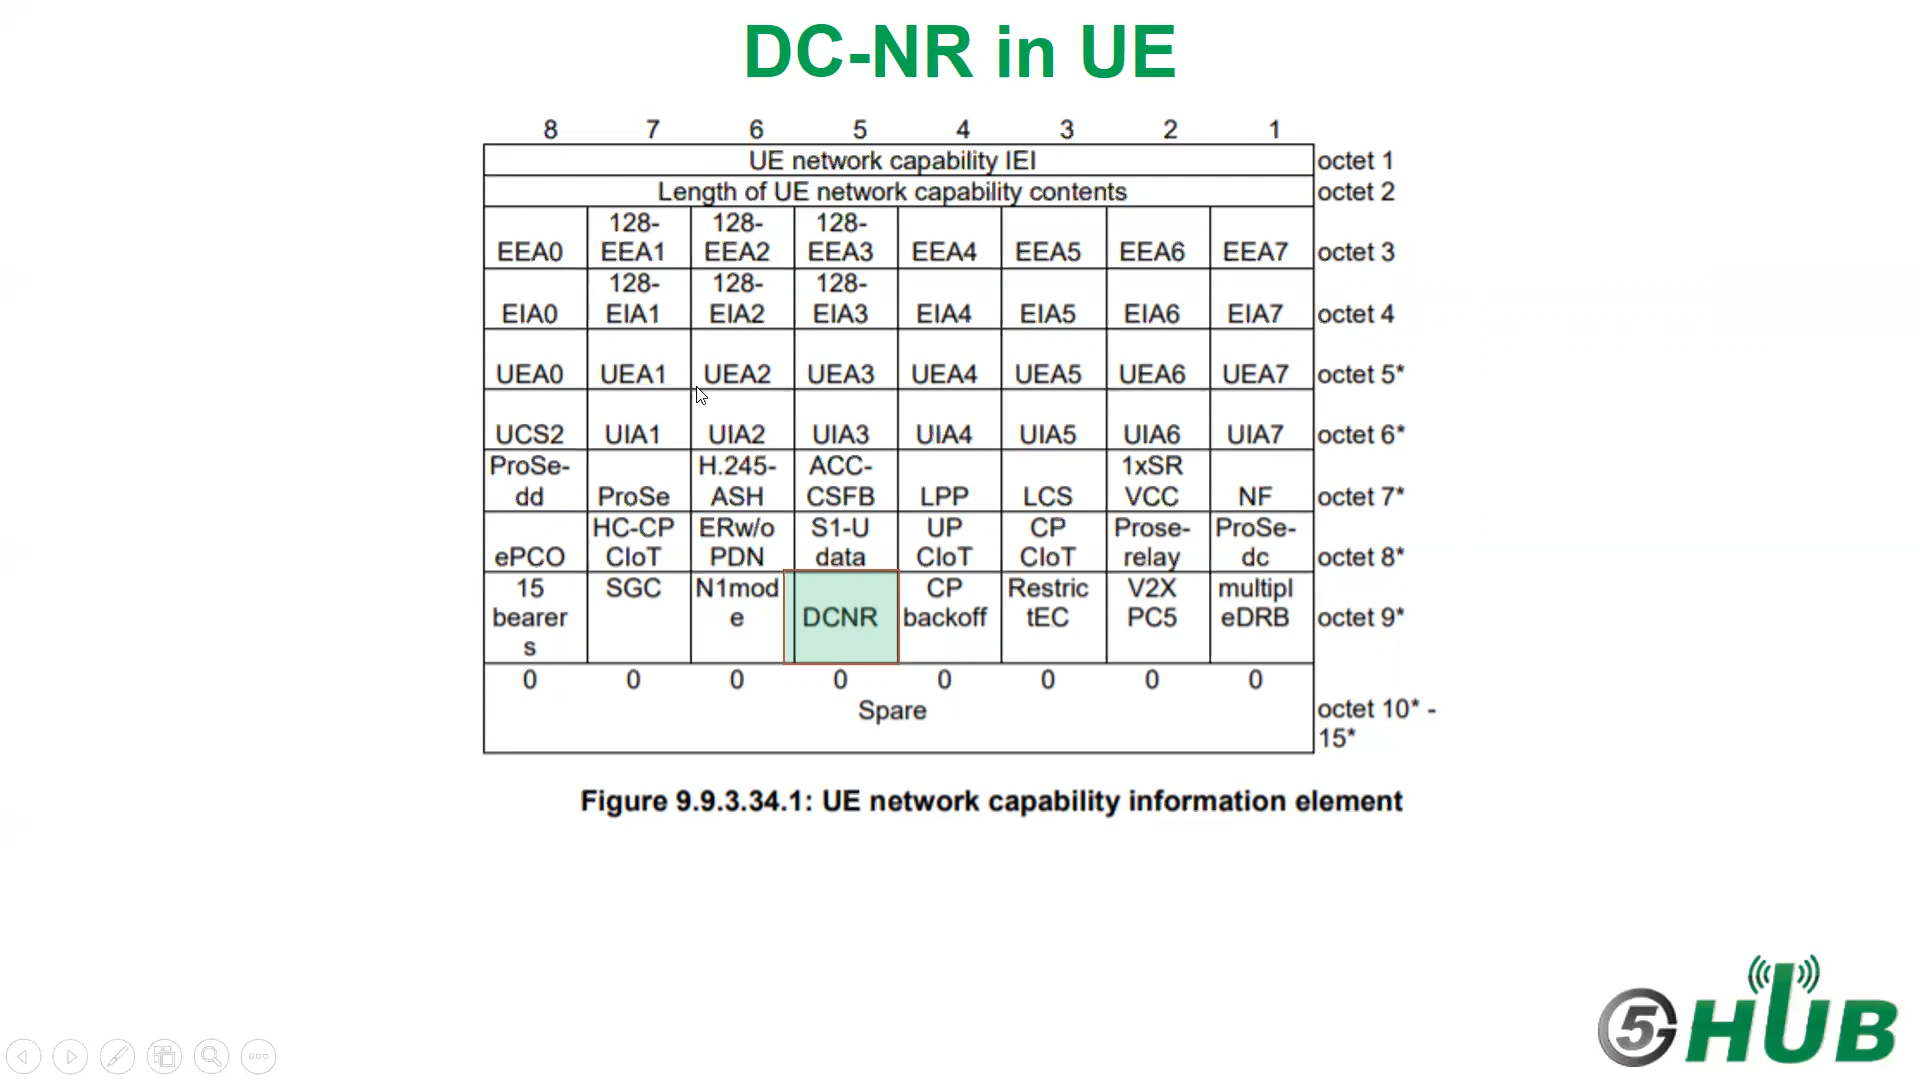 DC-NR in UE
8 7 6 5 4 3 2 1
UE network capability IEI octet 1
Length of UE network capability contents octet 2
128- 128- 128-
EEA0 EEA1 EEA2 EEA3 EEA4 EEA5 EEA6 EEA7 octet 3
128- 128- 128-
EIA0 EIA1 EIA2 EIA3 EIA4 EIA5 EIA6 EIA7 octet 4
UEA0 UEA1 UEA2 UEA3 UEA4 UEA5 UEA6 UEA7 octet 5*
UCS2 UIA1 UIA2 UIA3 UIA4 UIA5 UIA6 UIA7 octet 6*
ProSe- H.245- ACC- 1xSR
dd ProSe ASH CSFB LPP LCS VCC NF octet 7*
HC-CP ERw/o S1-U UP CP Prose- ProSe-
ePCO CIoT PDN data CIoT CIoT relay dc octet 8*
15 SGC N1mod CP Restric V2X multipl
bearer e DCNR backoff tEC PC5 eDRB octet 9*
s
0 0 0 0 0 0 0 0
Spare octet 10* -
15*
Figure 9.9.3.34.1: UE network capability information element
5G HUB